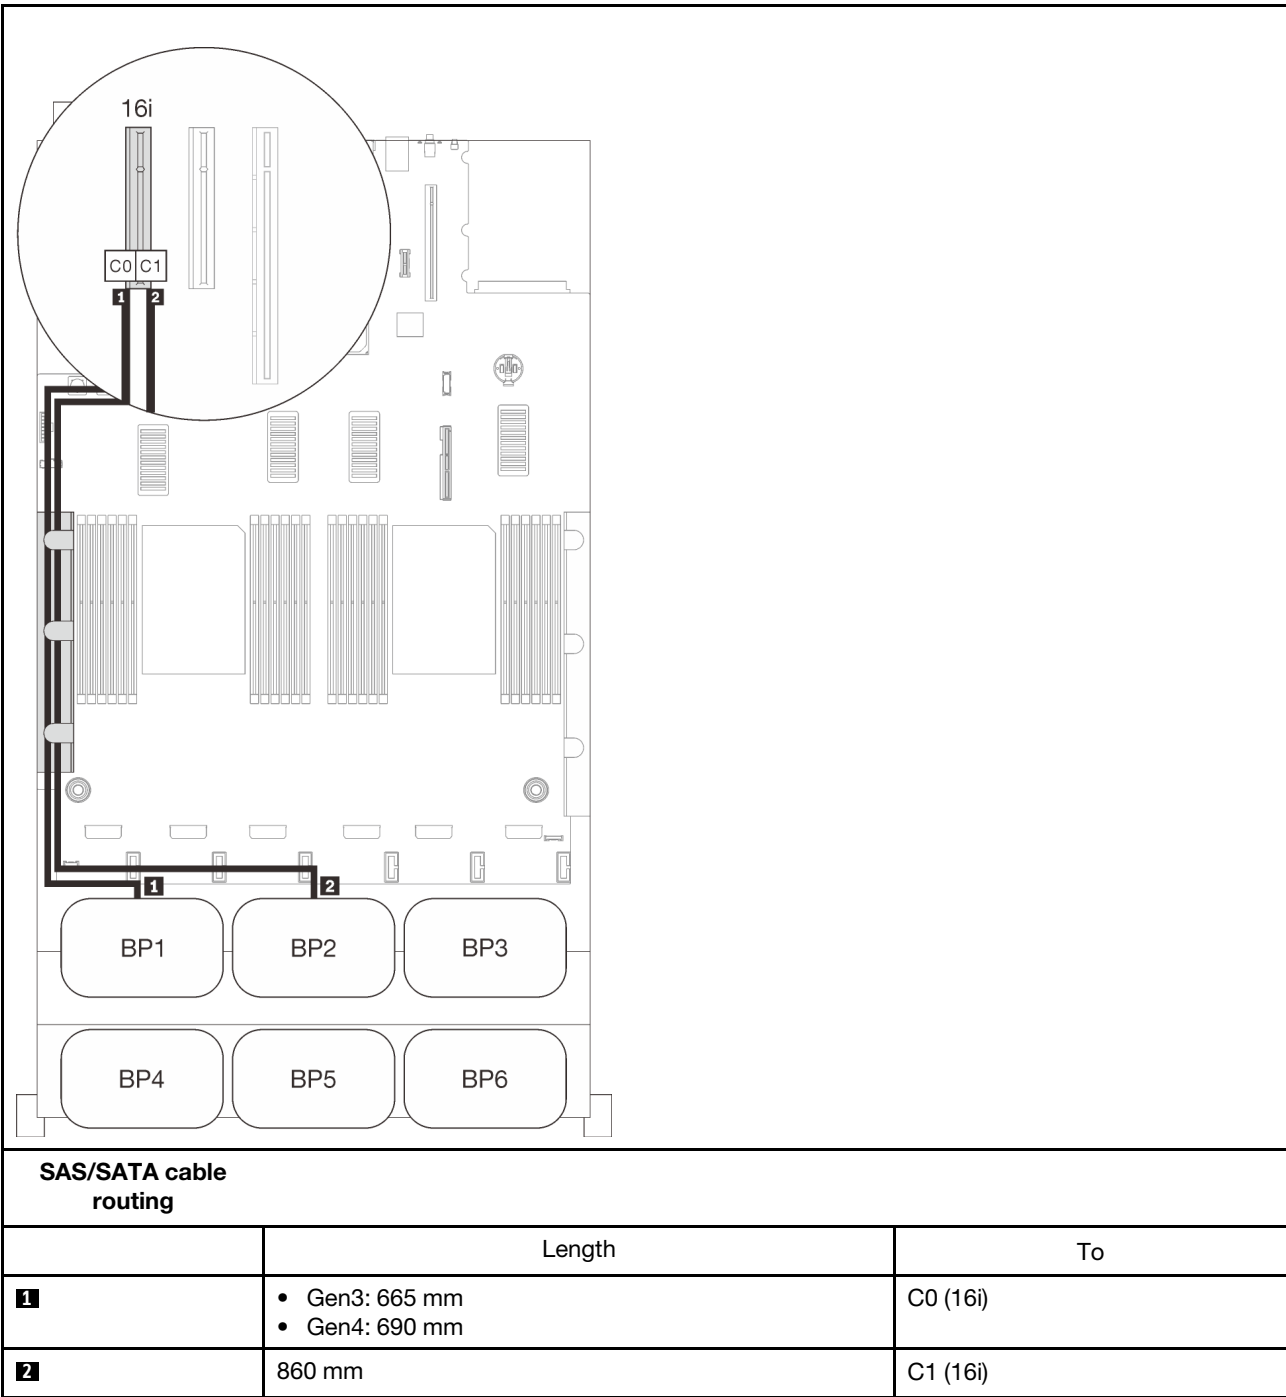 16i
C0 C1
1 2
1 2
BP1 BP2 BP3
BP4 BP5 BP6
SAS/SATA cable
routing
Length To
1 • Gen3: 665 mm C0 (16i)
• Gen4: 690 mm
2 860 mm C1 (16i)